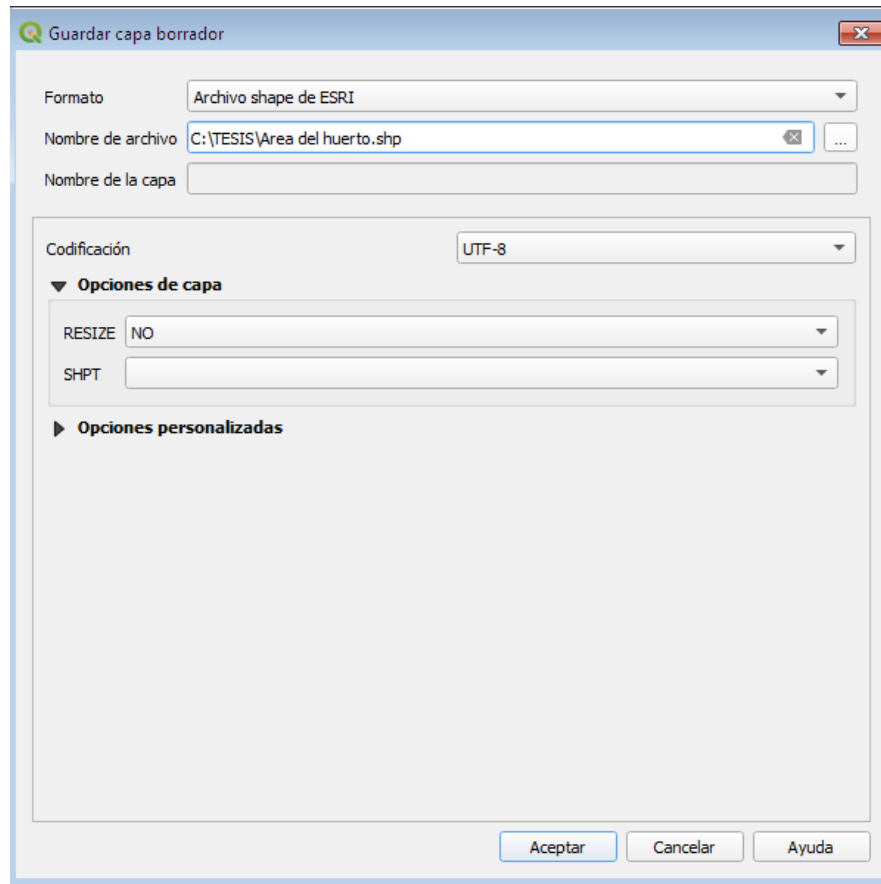 Guardar capa borrador
Formato Archivo shape de ESRI
Nombre de archivo C:\TESIS\Area del huerto.shp ...
Nombre de la capa
Codificación UTF-8
Opciones de capa
RESIZE NO
SHPT
Opciones personalizadas
Aceptar Cancelar Ayuda